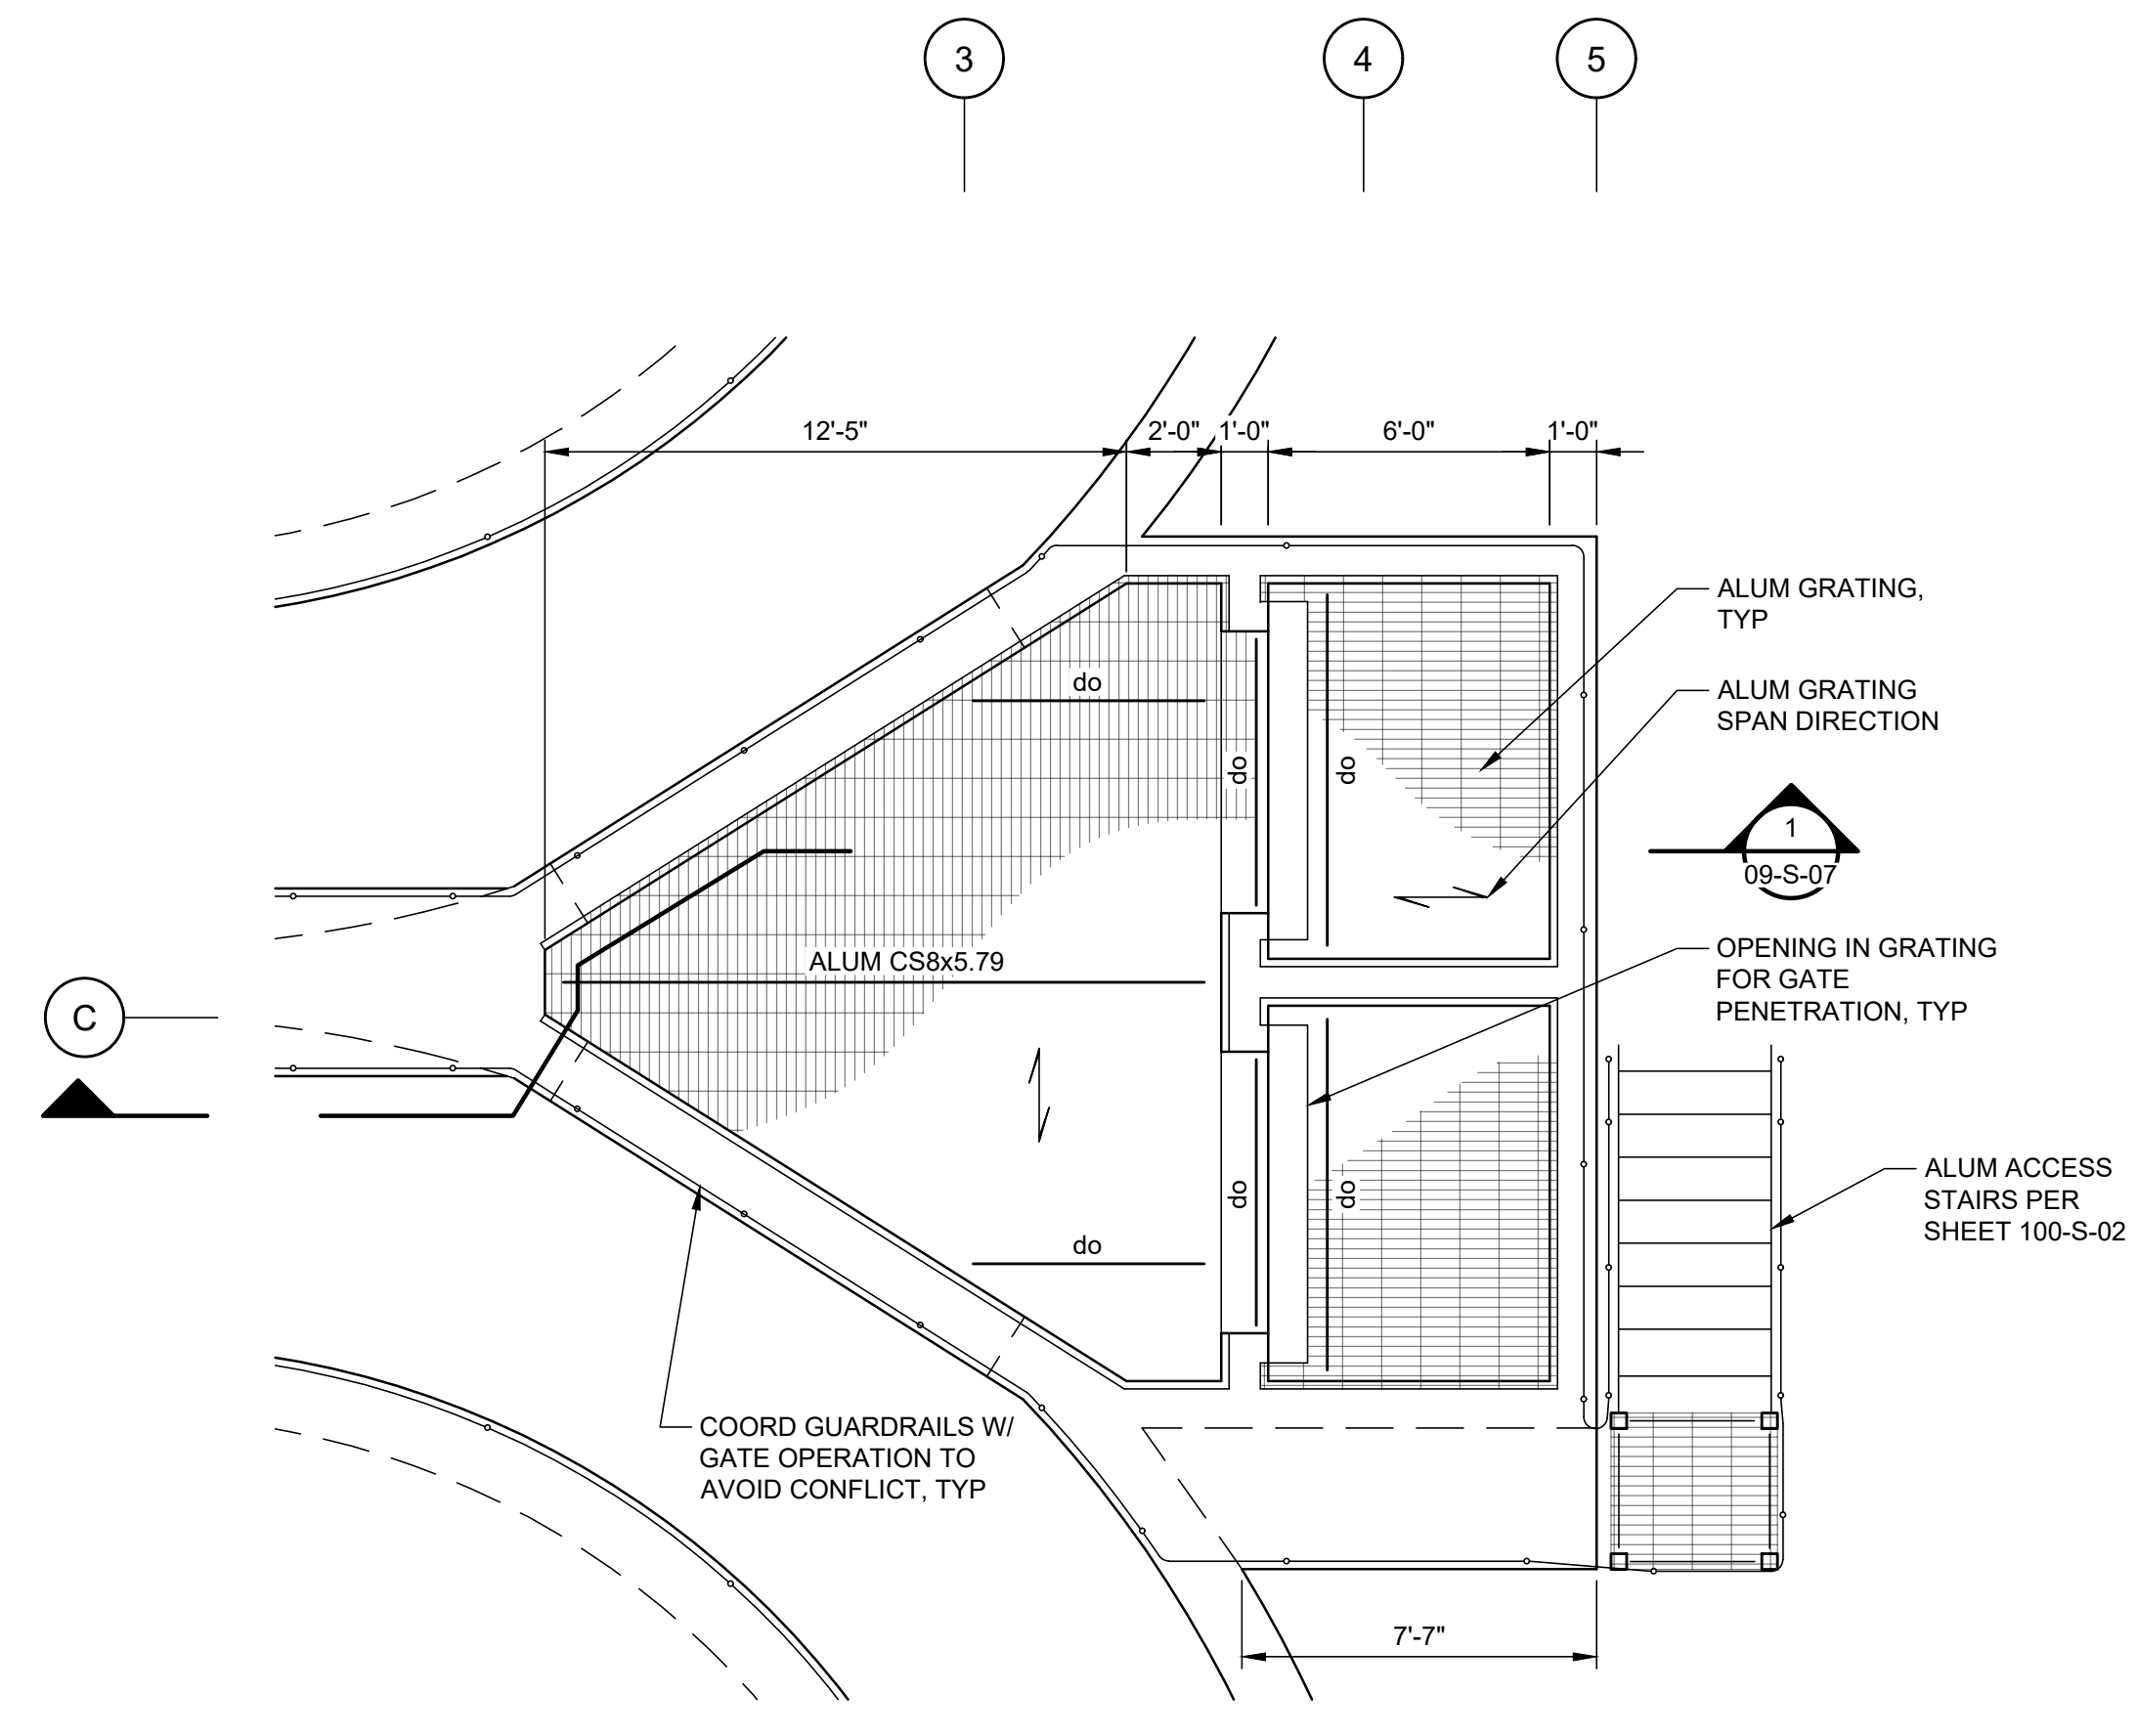 3
4
5
12'-5"
2'-0"
1'-0"
6'-0"
1'-0"
ALUM GRATING,
TYP
ALUM GRATING
SPAN DIRECTION
do
do
do
1
09-S-07
ALUM CS8x5.79
OPENING IN GRATING
FOR GATE
PENETRATION, TYP
C
do
do
do
ALUM ACCESS
STAIRS PER
SHEET 100-S-02
COORD GUARDRAILS W/
GATE OPERATION TO
AVOID CONFLICT, TYP
7'-7"